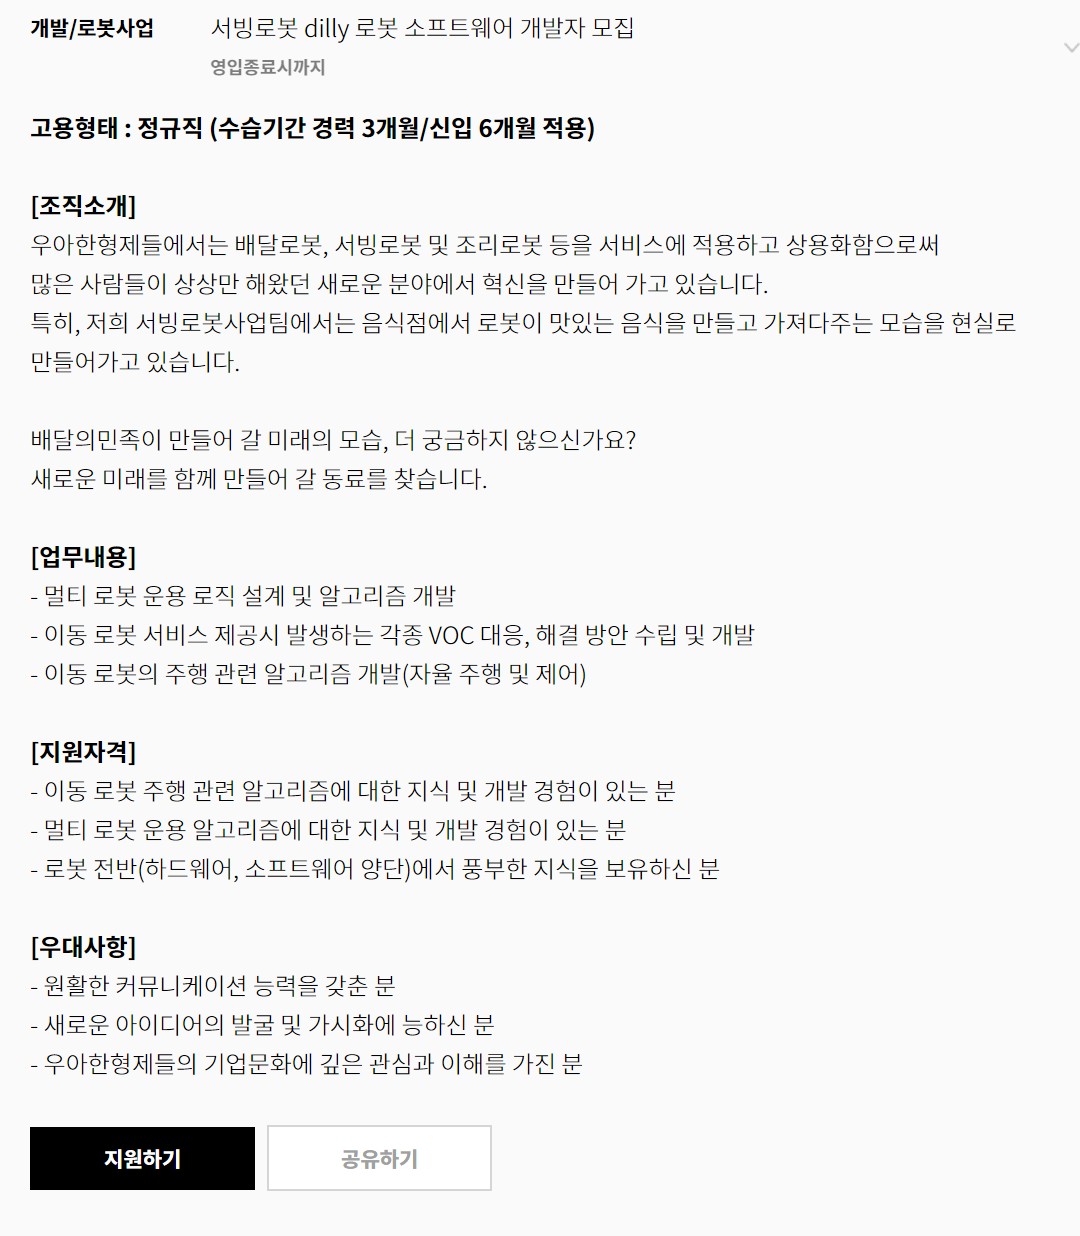 개발/로봇사업
서빙로봇 dilly 로봇 소프트웨어 개발자 모집
영입종료시까지
고용형태 : 정규직 (수습기간 경력 3개월/신입 6개월 적용)
[조직소개]
우아한형제들에서는 배달로봇, 서빙로봇 및 조리로봇 등을 서비스에 적용하고 상용화함으로써
많은 사람들이 상상만 해왔던 새로운 분야에서 혁신을 만들어 가고 있습니다.
특히, 저희 서빙로봇사업팀에서는 음식점에서 로봇이 맛있는 음식을 만들고 가져다주는 모습을 현실로
만들어가고 있습니다.
배달의민족이 만들어 갈 미래의 모습, 더 궁금하지 않으신가요?
새로운 미래를 함께 만들어 갈 동료를 찾습니다.
[업무내용]
- 멀티 로봇 운용 로직 설계 및 알고리즘 개발
- 이동 로봇 서비스 제공시 발생하는 각종 VOC 대응, 해결 방안 수립 및 개발
- 이동 로봇의 주행 관련 알고리즘 개발(자율 주행 및 제어)
[지원자격]
- 이동 로봇 주행 관련 알고리즘에 대한 지식 및 개발 경험이 있는 분
- 멀티 로봇 운용 알고리즘에 대한 지식 및 개발 경험이 있는 분
- 로봇 전반(하드웨어, 소프트웨어 양단)에서 풍부한 지식을 보유하신 분
[우대사항]
- 원활한 커뮤니케이션 능력을 갖춘 분
- 새로운 아이디어의 발굴 및 가시화에 능하신 분
- 우아한형제들의 기업문화에 깊은 관심과 이해를 가진 분
지원하기
공유하기